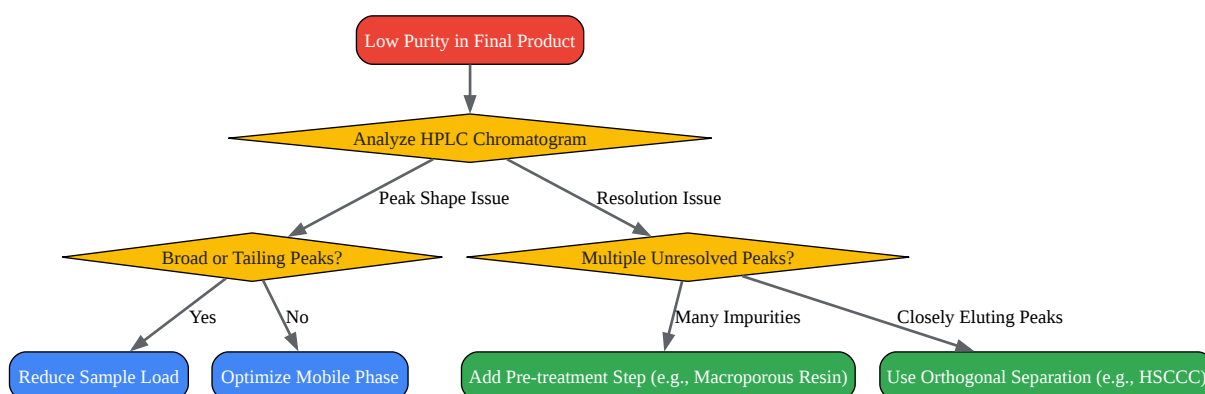 Low Purity in Final Product
Analyze HPLC Chromatogram
Peak Shape Issue
Resolution Issue
Broad or Tailing Peaks?
Multiple Unresolved Peaks?
Yes
No
Many Impurities
Closely Eluting Peaks
Reduce Sample Load
Optimize Mobile Phase
Add Pre-treatment Step (e.g., Macroporous Resin)
Use Orthogonal Separation (e.g., HSCCC)